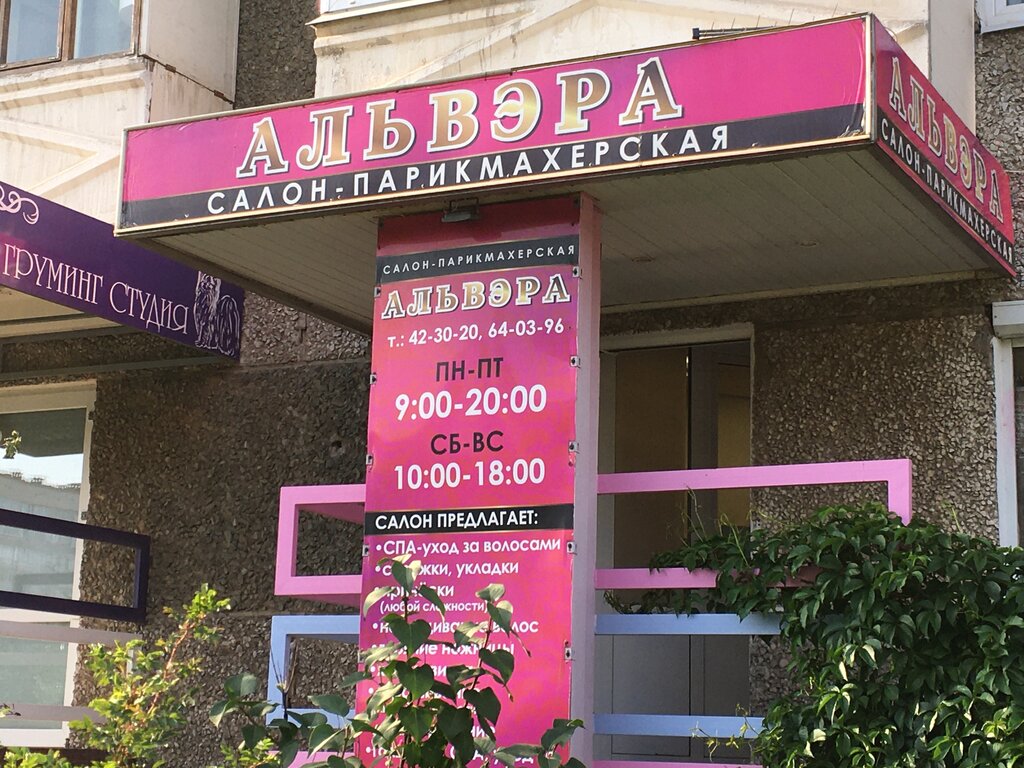 АЛЬВЭРА
САЛОН-ПАРИКМАХЕРСКАЯ
АЛЬВЭРА
САЛОН-ПАРИКМАХЕРСКАЯ
ГРУМИНГ СТУДИЯ
САЛОН-ПАРИКМАХЕРСКАЯ
АЛЬВЭРА
т.: 42-30-20, 64-03-96
ПН-ПТ
9:00-20:00
СБ-ВС
10:00-18:00
САЛОН ПРЕДЛАГАЕТ:
•СПА-уход за волосами
укладки
(любой сложности)